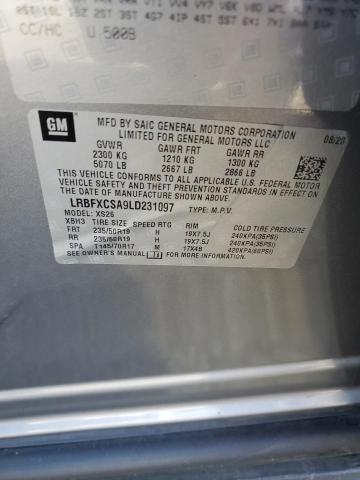 CC/HC U 5009
GM
MFD BY SAIC GENERAL MOTORS CORPORATION
LIMITED FOR GENERAL MOTORS LLC
08/20
GVWR GAWR FRT GAWR RR
2300 KG 1210 KG 1300 KG
5070 LB 2667 LB 2866 LB
THIS VEHICLE CONFORMS TO ALL APPLICABLE U.S. FEDERAL MOTOR
VEHICLE SAFETY, BUMPER, AND THEFT PREVENTION STANDARDS IN
EFFECT ON THE DATE OF MANUFACTURE SHOWN ABOVE.
LRBFXCSA9LD231097 TYPE: M.P.V.
MODEL: XS26
XBH3 TIRE SIZE SPEED RTG RIM COLD TIRE PRESSURE
FRT 235/50R19 H 19X7.5J 240KPA(35PSI)
RR 235/50R19 H 19X7.5J 240KPA(35PSI)
SPA T145/70R17 M 17X4B 420KPA(60PSI)
SEE OWNER'S MANUAL FOR MORE INFORMATION.